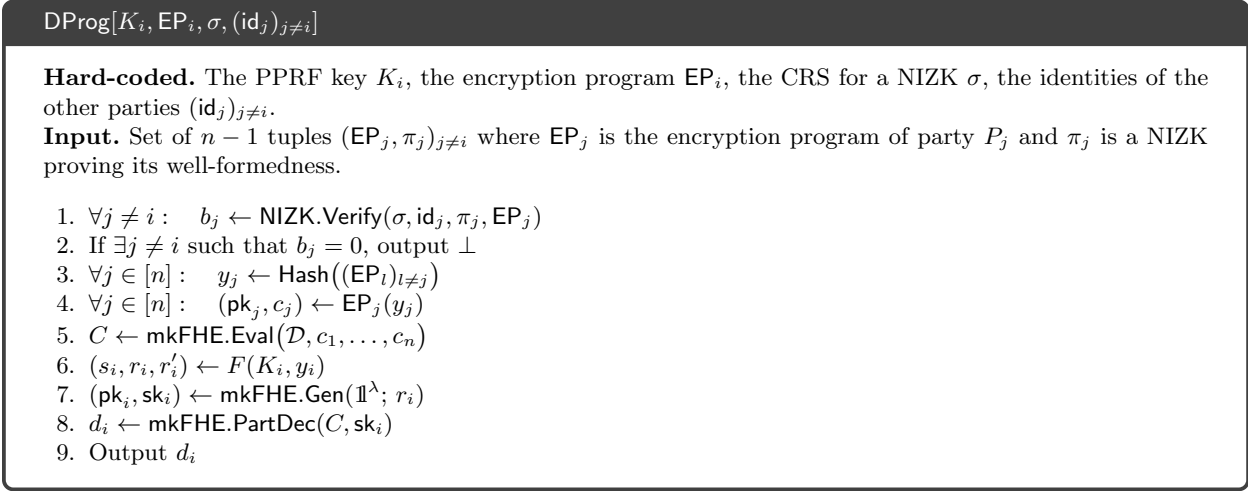 DProg[K_i, EP_i, σ, (id_j)_{j≠i}]
Hard-coded. The PPRF key K_i, the encryption program EP_i, the CRS for a NIZK σ, the identities of the
other parties (id_j)_{j≠i}.
Input. Set of n − 1 tuples (EP_j, π_j)_{j≠i} where EP_j is the encryption program of party P_j and π_j is a NIZK
proving its well-formedness.
1. ∀j ≠ i : b_j ← NIZK.Verify(σ, id_j, π_j, EP_j)
2. If ∃j ≠ i such that b_j = 0, output ⊥
3. ∀j ∈ [n] : y_j ← Hash((EP_l)_{l≠j})
4. ∀j ∈ [n] : (pk_j, c_j) ← EP_j(y_j)
5. C ← mkFHE.Eval(𝒟, c_1, . . . , c_n)
6. (s_i, r_i, r'_i) ← F(K_i, y_i)
7. (pk_i, sk_i) ← mkFHE.Gen(𝟙^λ; r_i)
8. d_i ← mkFHE.PartDec(C, sk_i)
9. Output d_i